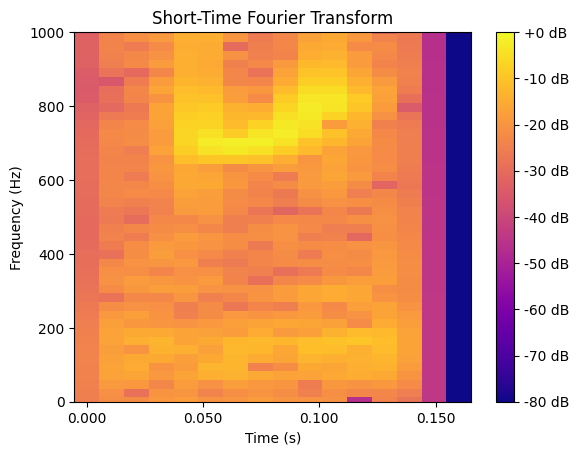 Short-Time Fourier Transform
1000
800
600
400
200
0
Frequency (Hz)
0.000
0.050
0.100
0.150
Time (s)
+0 dB
-10 dB
-20 dB
-30 dB
-40 dB
-50 dB
-60 dB
-70 dB
-80 dB